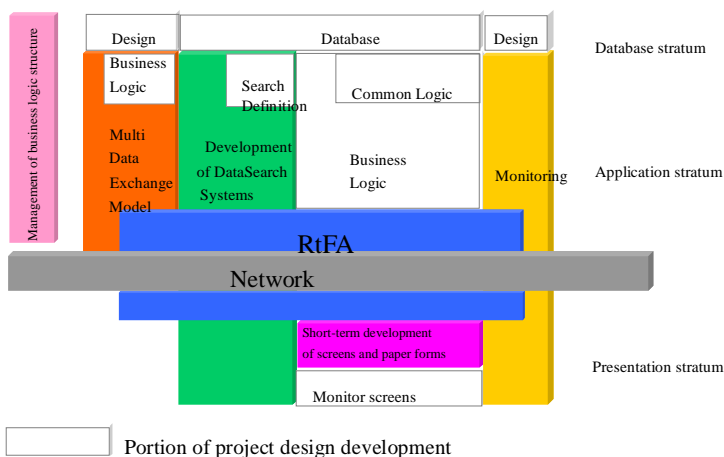 Management of business logic structure
Design
Database
Design
Database stratum
Business
Logic
Search
Definition
Common Logic
Multi
Data
Exchange
Model
Development
of DataSearch
Systems
Business
Logic
Monitoring
Application stratum
RtFA
Network
Short-term development
of screens and paper forms
Presentation stratum
Monitor screens
Portion of project design development